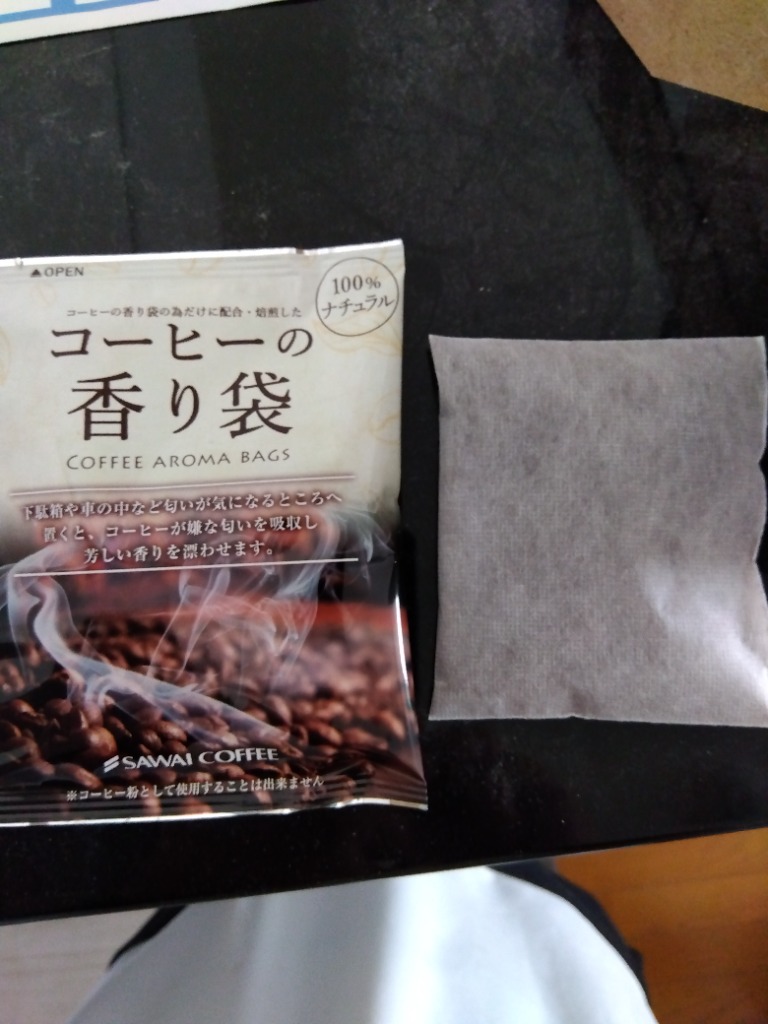 ▲OPEN
100%
ナチュラル
コーヒーの香り袋の為だけに配合・焙煎した
コーヒーの
香り袋
COFFEE AROMA BAGS
下駄箱や車の中など匂いが気になるところへ
置くと、コーヒーが嫌な匂いを吸収し
芳しい香りを漂わせます。
SAWAI COFFEE
※コーヒー粉として使用することは出来ません